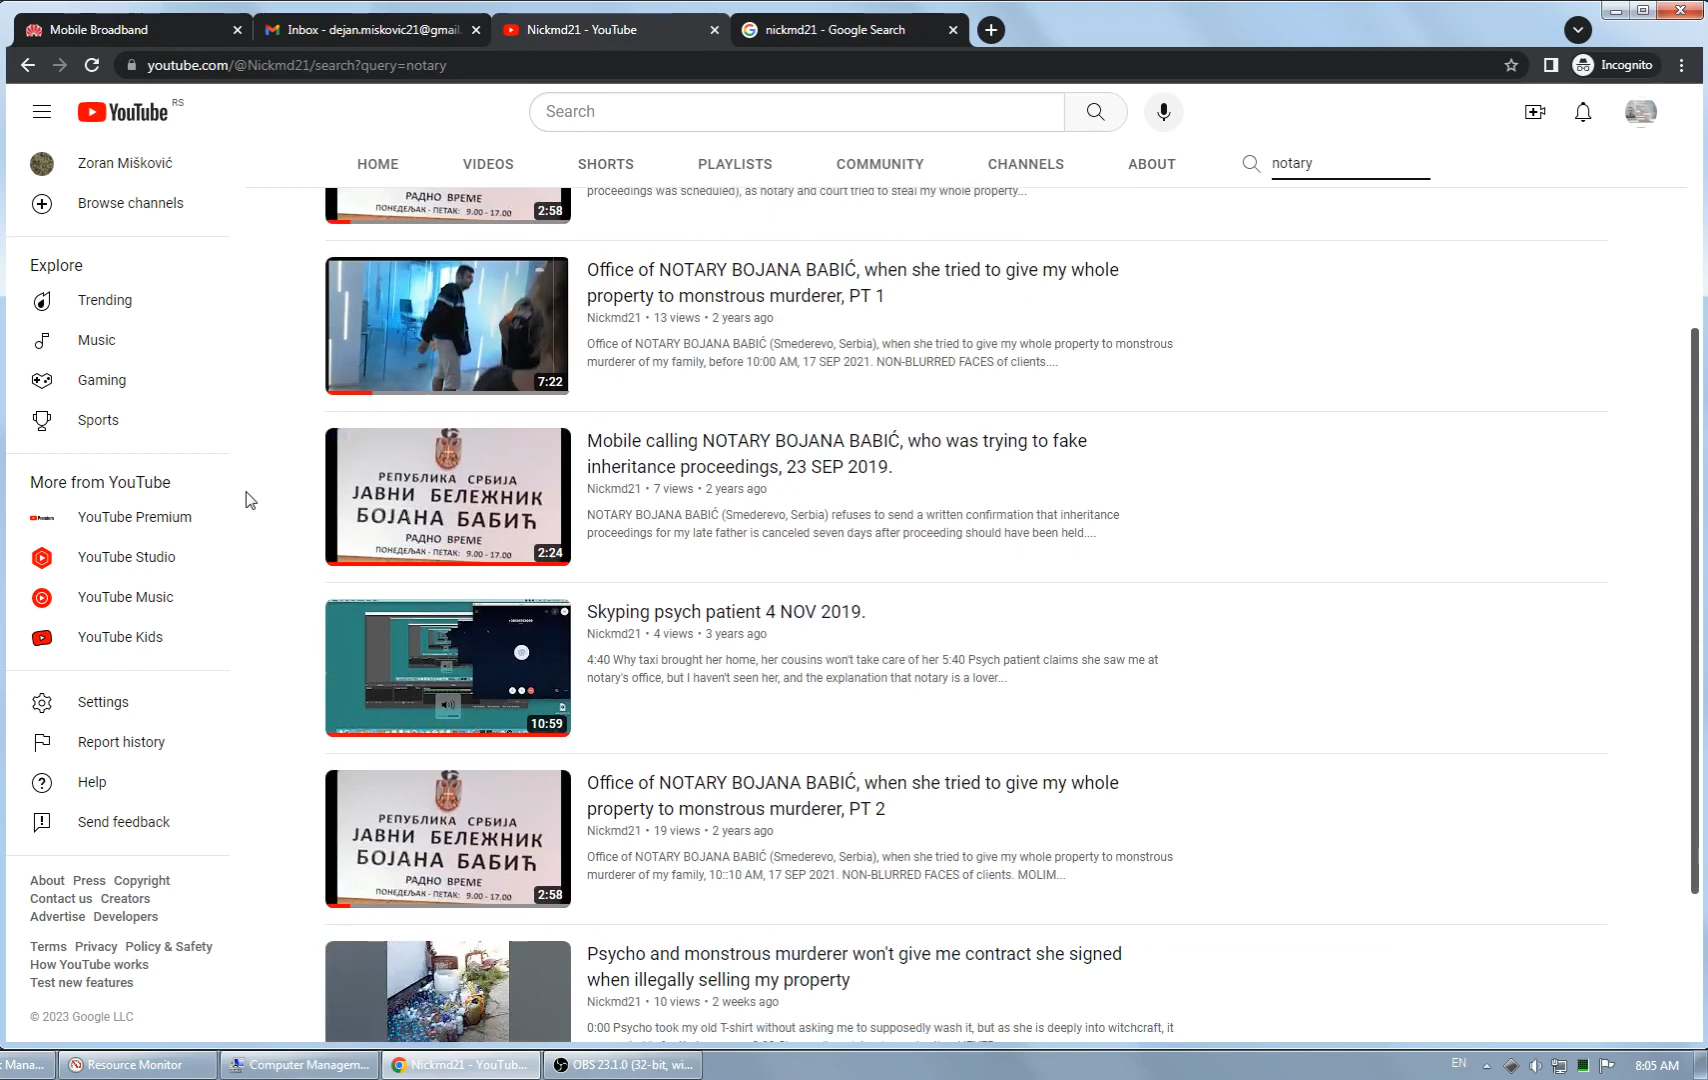 Mobile Broadband
Inbox - dejan.miskovic21@gmail.
Nickmd21 - YouTube
nickmd21 - Google Search
youtube.com/@Nickmd21/search?query=notary
Incognito
YouTube RS
Search
Zoran Mišković
Browse channels
HOME VIDEOS SHORTS PLAYLISTS COMMUNITY CHANNELS ABOUT notary
Explore
Trending
Music
Gaming
Sports
More from YouTube
YouTube Premium
YouTube Studio
YouTube Music
YouTube Kids
Settings
Report history
Help
Send feedback
About Press Copyright
Contact us Creators
Advertise Developers
Terms Privacy Policy & Safety
How YouTube works
Test new features
© 2023 Google LLC
РАДНО ВРЕМЕ
ПОНЕДЕЉАК - ПЕТАК: 9.00 - 17.00
2:58
proceedings was scheduled), as notary and court tried to steal my whole property...
7:22
Office of NOTARY BOJANA BABIĆ, when she tried to give my whole
property to monstrous murderer, PT 1
Nickmd21 • 13 views • 2 years ago
Office of NOTARY BOJANA BABIĆ (Smederevo, Serbia), when she tried to give my whole property to monstrous
murderer of my family, before 10:00 AM, 17 SEP 2021. NON-BLURRED FACES of clients....
РЕПУБЛИКА СРБИЈА
ЈАВНИ БЕЛЕЖНИК
БОЈАНА БАБИЋ
РАДНО ВРЕМЕ
ПОНЕДЕЉАК - ПЕТАК: 9.00 - 17.00
2:24
Mobile calling NOTARY BOJANA BABIĆ, who was trying to fake
inheritance proceedings, 23 SEP 2019.
Nickmd21 • 7 views • 2 years ago
NOTARY BOJANA BABIĆ (Smederevo, Serbia) refuses to send a written confirmation that inheritance
proceedings for my late father is canceled seven days after proceeding should have been held....
10:59
Skyping psych patient 4 NOV 2019.
Nickmd21 • 4 views • 3 years ago
4:40 Why taxi brought her home, her cousins won't take care of her 5:40 Psych patient claims she saw me at
notary's office, but I haven't seen her, and the explanation that notary is a lover...
РЕПУБЛИКА СРБИЈА
ЈАВНИ БЕЛЕЖНИК
БОЈАНА БАБИЋ
РАДНО ВРЕМЕ
ПОНЕДЕЉАК - ПЕТАК: 9.00 - 17.00
2:58
Office of NOTARY BOJANA BABIĆ, when she tried to give my whole
property to monstrous murderer, PT 2
Nickmd21 • 19 views • 2 years ago
Office of NOTARY BOJANA BABIĆ (Smederevo, Serbia), when she tried to give my whole property to monstrous
murderer of my family, 10::10 AM, 17 SEP 2021. NON-BLURRED FACES of clients. MOLIM...
Psycho and monstrous murderer won't give me contract she signed
when illegally selling my property
Nickmd21 • 10 views • 2 weeks ago
0:00 Psycho took my old T-shirt without asking me to supposedly wash it, but as she is deeply into witchcraft, it
k Mana...
Resource Monitor
Computer Managem...
Nickmd21 - YouTub...
OBS 23.1.0 (32-bit, wi...
EN
8:05 AM